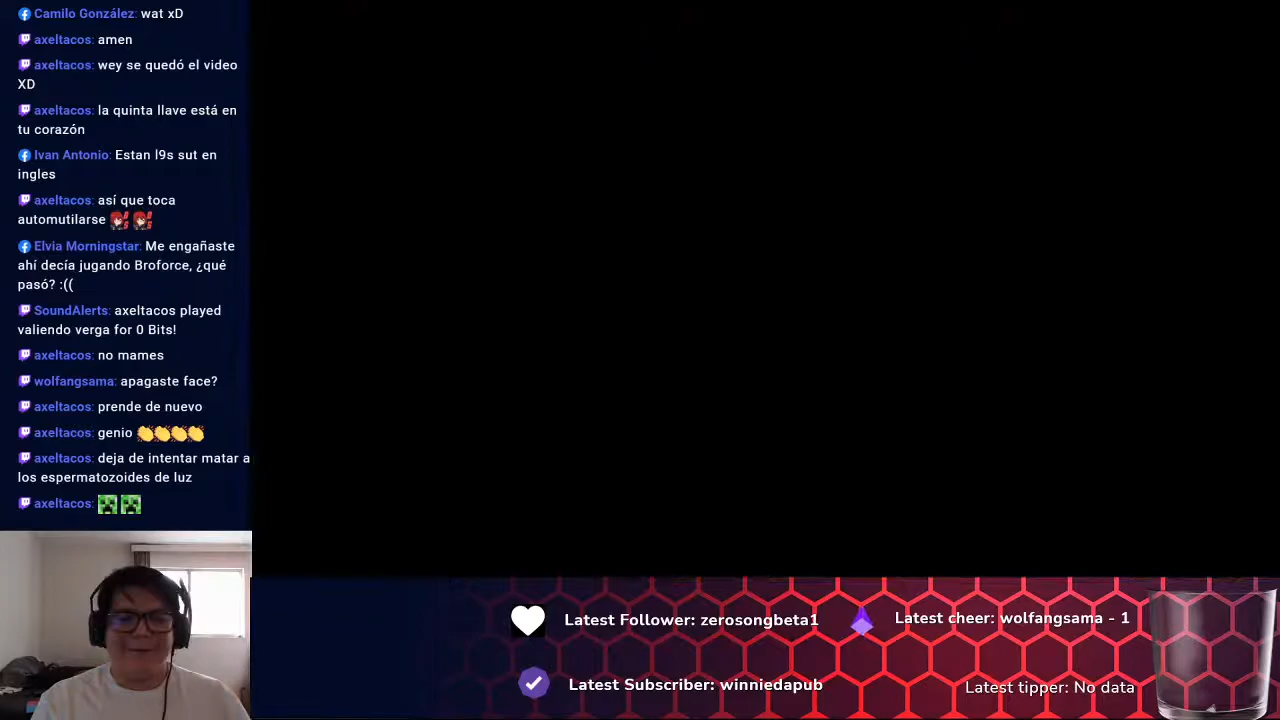 Camilo González: wat xD
axeltacos: amen
axeltacos: wey se quedó el video
XD
axeltacos: la quinta llave está en
tu corazón
Ivan Antonio: Estan l9s sut en
ingles
axeltacos: así que toca
automutilarse
Elvia Morningstar: Me engañaste
ahí decía jugando Broforce, ¿qué
pasó? :((
SoundAlerts: axeltacos played
valiendo verga for 0 Bits!
axeltacos: no mames
wolfangsama: apagaste face?
axeltacos: prende de nuevo
axeltacos: genio 👏👏👏👏
axeltacos: deja de intentar matar a
los espermatozoides de luz
axeltacos:
Latest Follower: zerosongbeta1
Latest cheer: wolfangsama - 1
Latest Subscriber: winniedapub
Latest tipper: No data